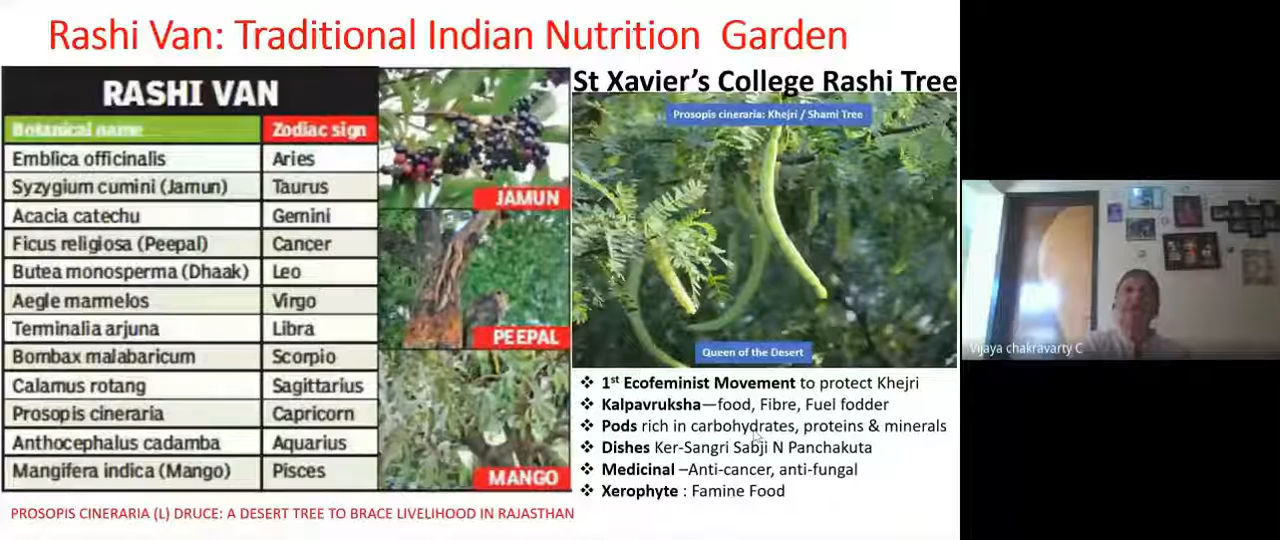 Rashi Van: Traditional Indian Nutrition Garden
RASHI VAN
Botanical name Zodiac sign
Emblica officinalis Aries
Syzygium cumini (Jamun) Taurus
Acacia catechu Gemini
Ficus religiosa (Peepal) Cancer
Butea monosperma (Dhaak) Leo
Aegle marmelos Virgo
Terminalia arjuna Libra
Bombax malabaricum Scorpio
Calamus rotang Sagittarius
Prosopis cineraria Capricorn
Anthocephalus cadamba Aquarius
Mangifera indica (Mango) Pisces
JAMUN
PEEPAL
MANGO
PROSOPIS CINERARIA (L) DRUCE: A DESERT TREE TO BRACE LIVELIHOOD IN RAJASTHAN
St Xavier's College Rashi Tree
Prosopis cineraria: Khejri / Shami Tree
Queen of the Desert
❖ 1st Ecofeminist Movement to protect Khejri
❖ Kalpavruksha—food, Fibre, Fuel fodder
❖ Pods rich in carbohydrates, proteins & minerals
❖ Dishes Ker-Sangri Sabji N Panchakuta
❖ Medicinal –Anti-cancer, anti-fungal
❖ Xerophyte : Famine Food
Vijaya chakravarty C